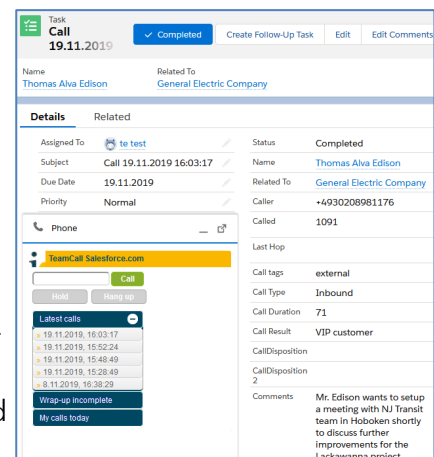 Task
Call
19.11.2019
Completed
Create Follow-Up Task
Edit
Edit Comments
Name
Related To
Thomas Alva Edison
General Electric Company
Details
Related
Assigned To
te test
Subject
Call 19.11.2019 16:03:17
Due Date
19.11.2019
Priority
Normal
Status
Completed
Name
Thomas Alva Edison
Related To
General Electric Company
Caller
+4930208981176
Called
1091
Last Hop
Call tags
external
Call Type
Inbound
Call Duration
71
Call Result
VIP customer
CallDisposition
CallDisposition
2
Comments
Mr. Edison wants to setup
a meeting with NJ Transit
team in Hoboken shortly
to discuss further
improvements for the
Lackawanna project
Phone
TeamCall Salesforce.com
Call
Hold
Hang up
Latest calls
19.11.2019, 16:03:17
19.11.2019, 15:52:24
19.11.2019, 15:48:49
19.11.2019, 15:28:49
8.11.2019, 16:38:29
Wrap-up incomplete
My calls today
d